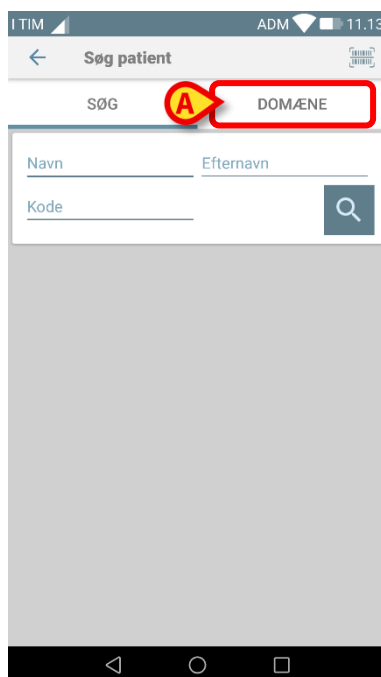 I TIM ADM 11.13
Søg patient
SØG A DOMÆNE
Navn Efternavn
Kode